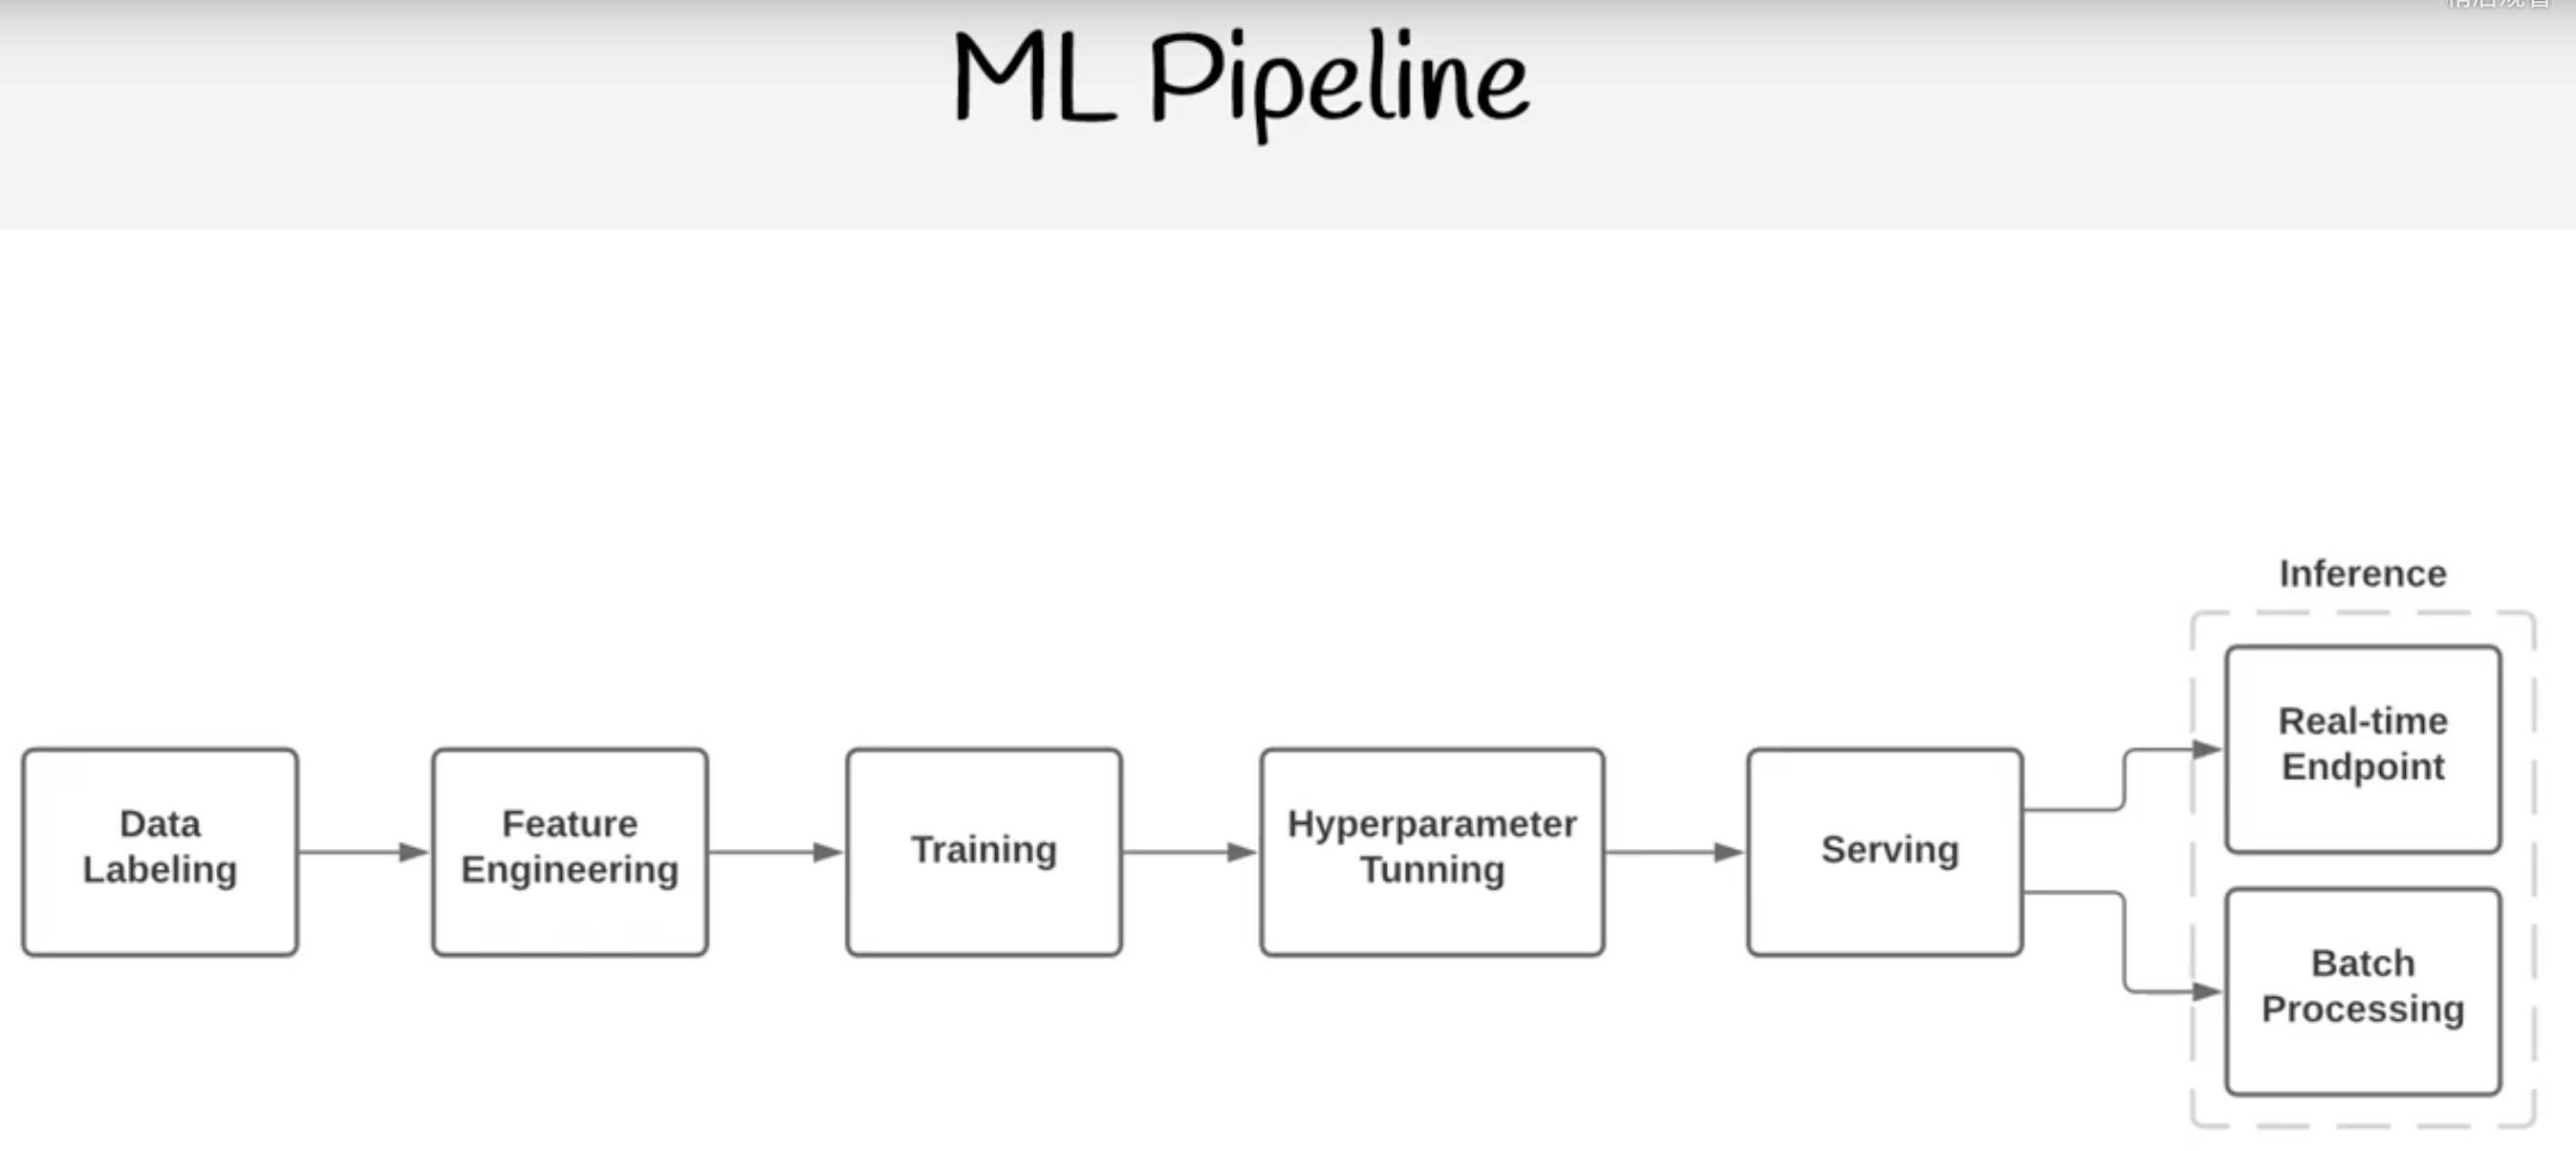 ML Pipeline
Inference
Data
Labeling
Feature
Engineering
Training
Hyperparameter
Tunning
Serving
Real-time
Endpoint
Batch
Processing